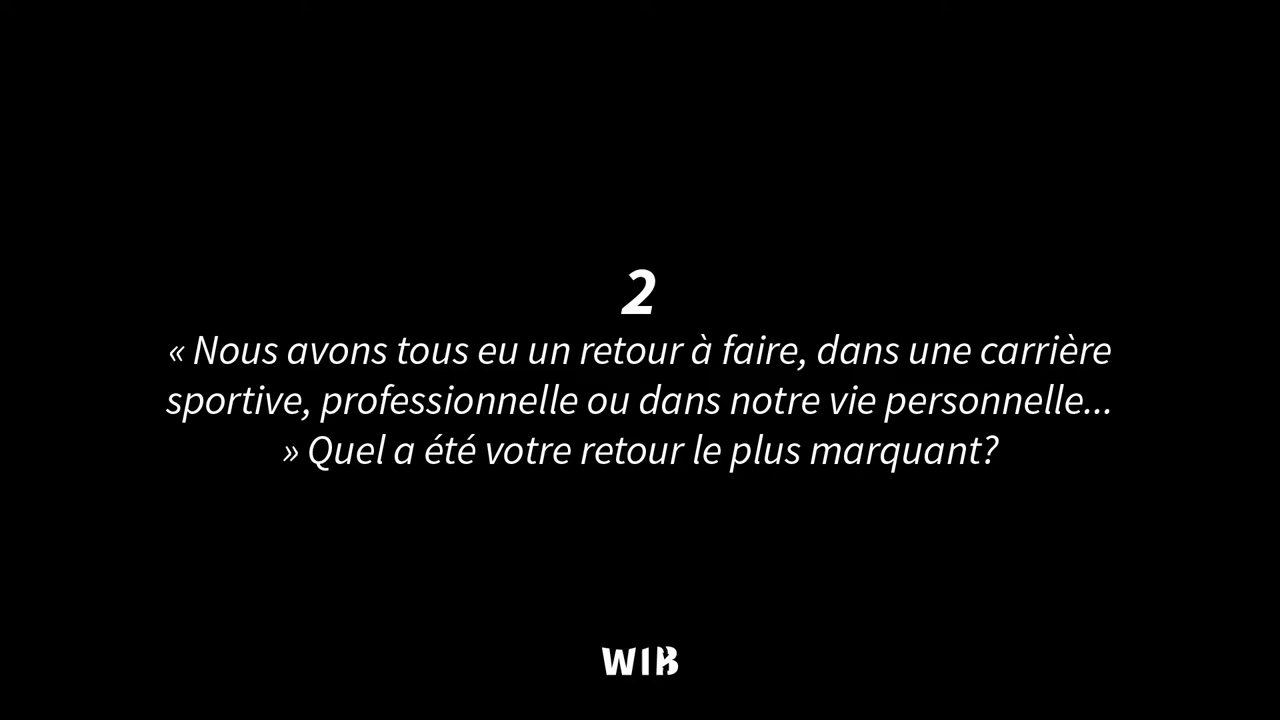 2
« Nous avons tous eu un retour à faire, dans une carrière
sportive, professionnelle ou dans notre vie personnelle...
» Quel a été votre retour le plus marquant?
WIB